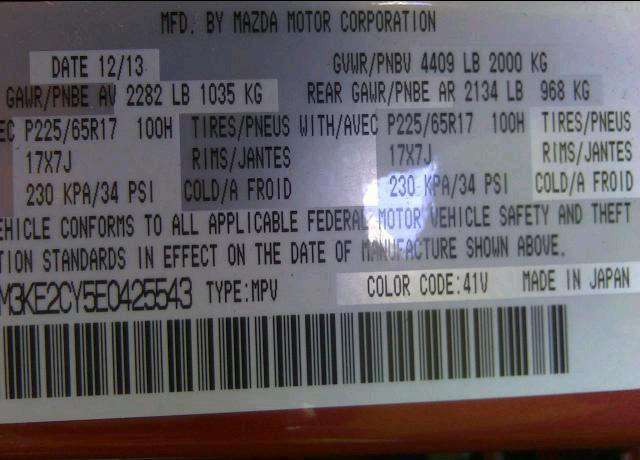 MFD. BY MAZDA MOTOR CORPORATION
DATE 12/13 GVWR/PNBV 4409 LB 2000 KG
GAWR/PNBE AV 2282 LB 1035 KG REAR GAWR/PNBE AR 2134 LB 968 KG
EC P225/65R17 100H TIRES/PNEUS WITH/AVEC P225/65R17 100H TIRES/PNEUS
17X7J RIMS/JANTES 17X7J RIMS/JANTES
230 KPA/34 PSI COLD/A FROID 230 KPA/34 PSI COLD/A FROID
EHICLE CONFORMS TO ALL APPLICABLE FEDERAL MOTOR VEHICLE SAFETY AND THEFT
TION STANDARDS IN EFFECT ON THE DATE OF MANUFACTURE SHOWN ABOVE.
M3KE2CY5E0425543 TYPE:MPV COLOR CODE:41V MADE IN JAPAN